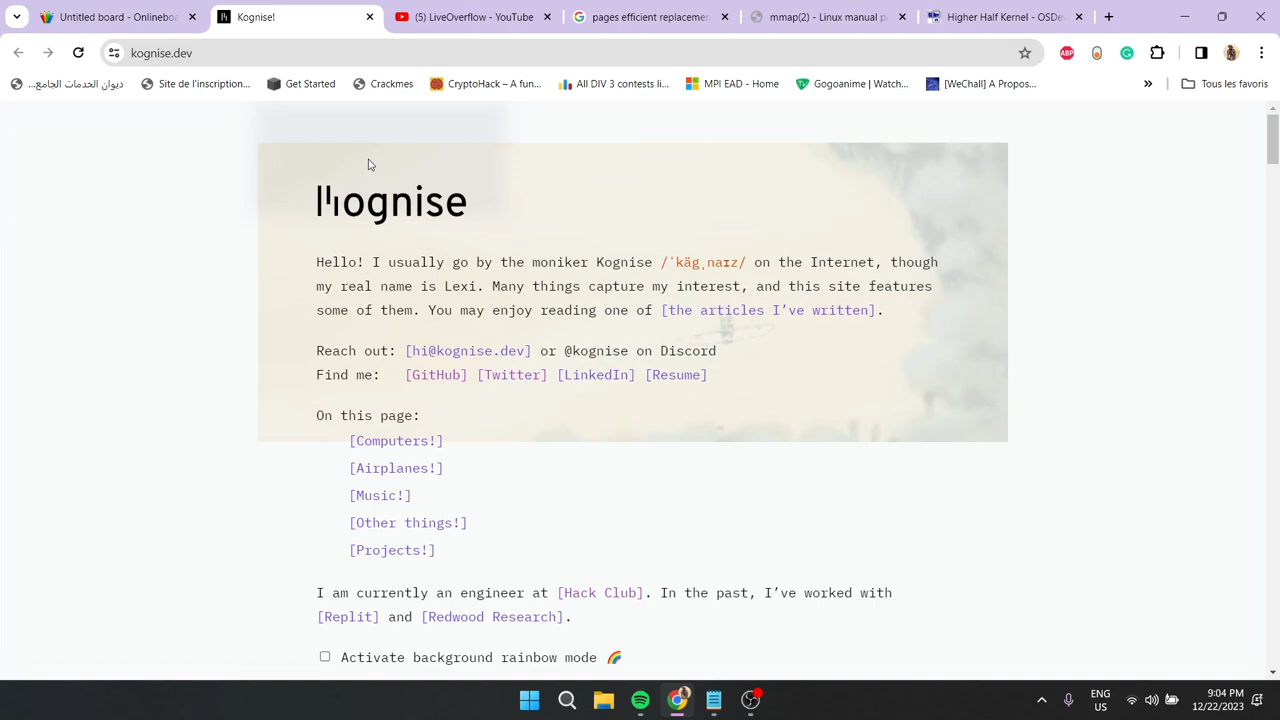 Untitled board - Onlineboa
Kognise!
(5) LiveOverflow - YouTube
pages efficient replacemen
mmap(2) - Linux manual pa
Higher Half Kernel - OSDev
kognise.dev
ABP
ديوان الخدمات الجامع...
Site de l'inscription...
Get Started
Crackmes
CryptoHack – A fun...
All DIV 3 contests li...
MPI EAD - Home
Gogoanime | Watch...
[WeChall] A Propos...
»
Tous les favoris
kognise
Hello! I usually go by the moniker Kognise /ˈkäɡˌnaɪz/ on the Internet, though
my real name is Lexi. Many things capture my interest, and this site features
some of them. You may enjoy reading one of [the articles I’ve written].
Reach out: [hi@kognise.dev] or @kognise on Discord
Find me: [GitHub] [Twitter] [LinkedIn] [Resume]
On this page:
[Computers!]
[Airplanes!]
[Music!]
[Other things!]
[Projects!]
I am currently an engineer at [Hack Club]. In the past, I’ve worked with
[Replit] and [Redwood Research].
Activate background rainbow mode 🌈
ENG
US
9:04 PM
12/22/2023